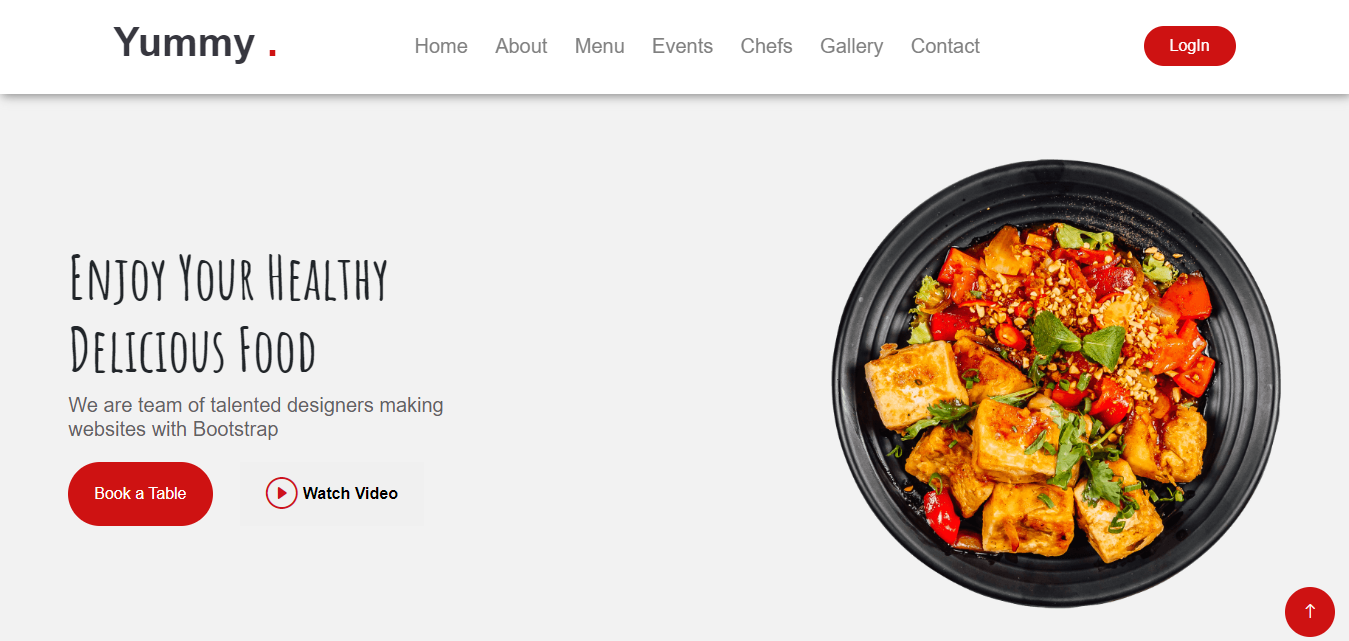 Yummy .
Home About Menu Events Chefs Gallery Contact
LogIn
Enjoy Your Healthy
Delicious Food
We are team of talented designers making
websites with Bootstrap
Book a Table
Watch Video